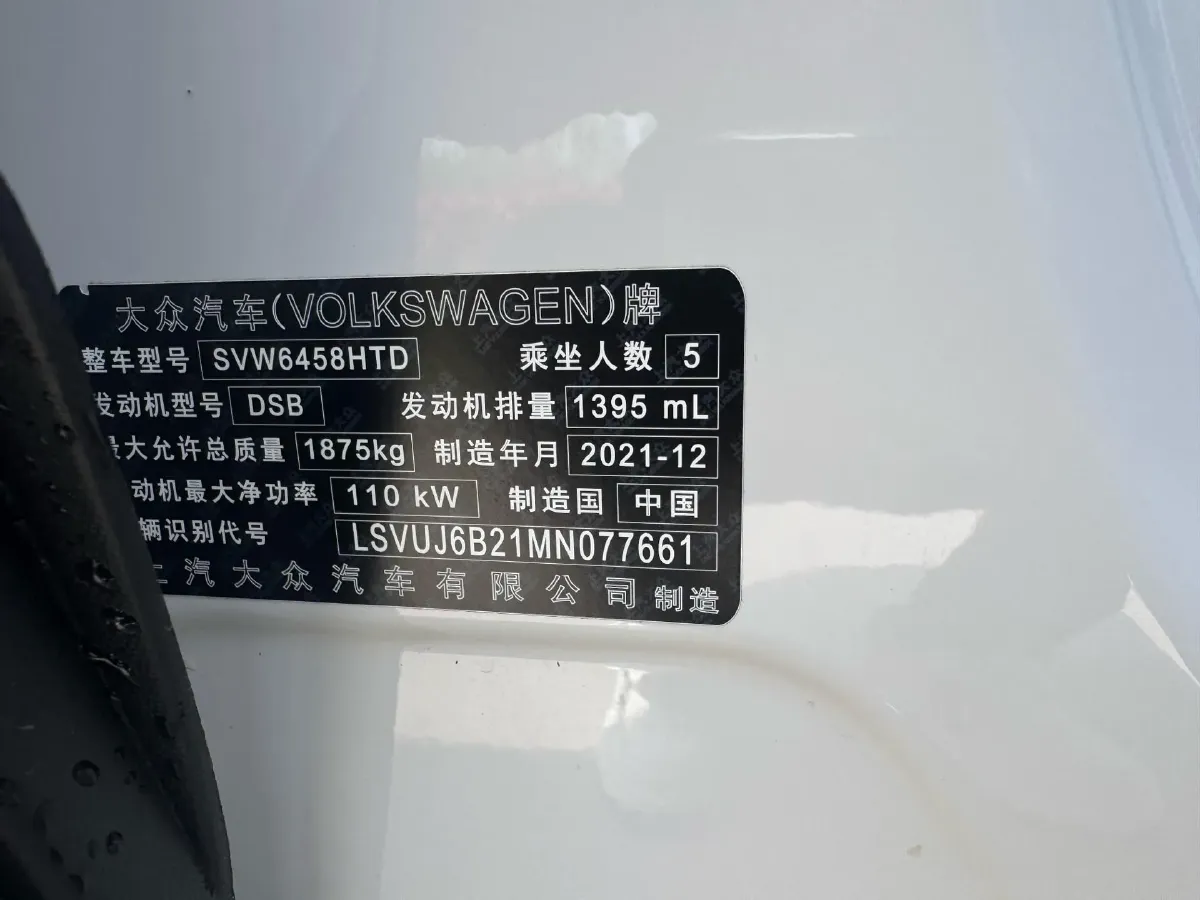 大众汽车(VOLKSWAGEN)牌
整车型号 SVW6458HTD 乘坐人数 5
发动机型号 DSB 发动机排量 1395 mL
最大允许总质量 1875kg 制造年月 2021-12
动机最大净功率 110 kW 制造国 中国
辆识别代号 LSVUJ6B21MN077661
上汽大众汽车有限公司 制造